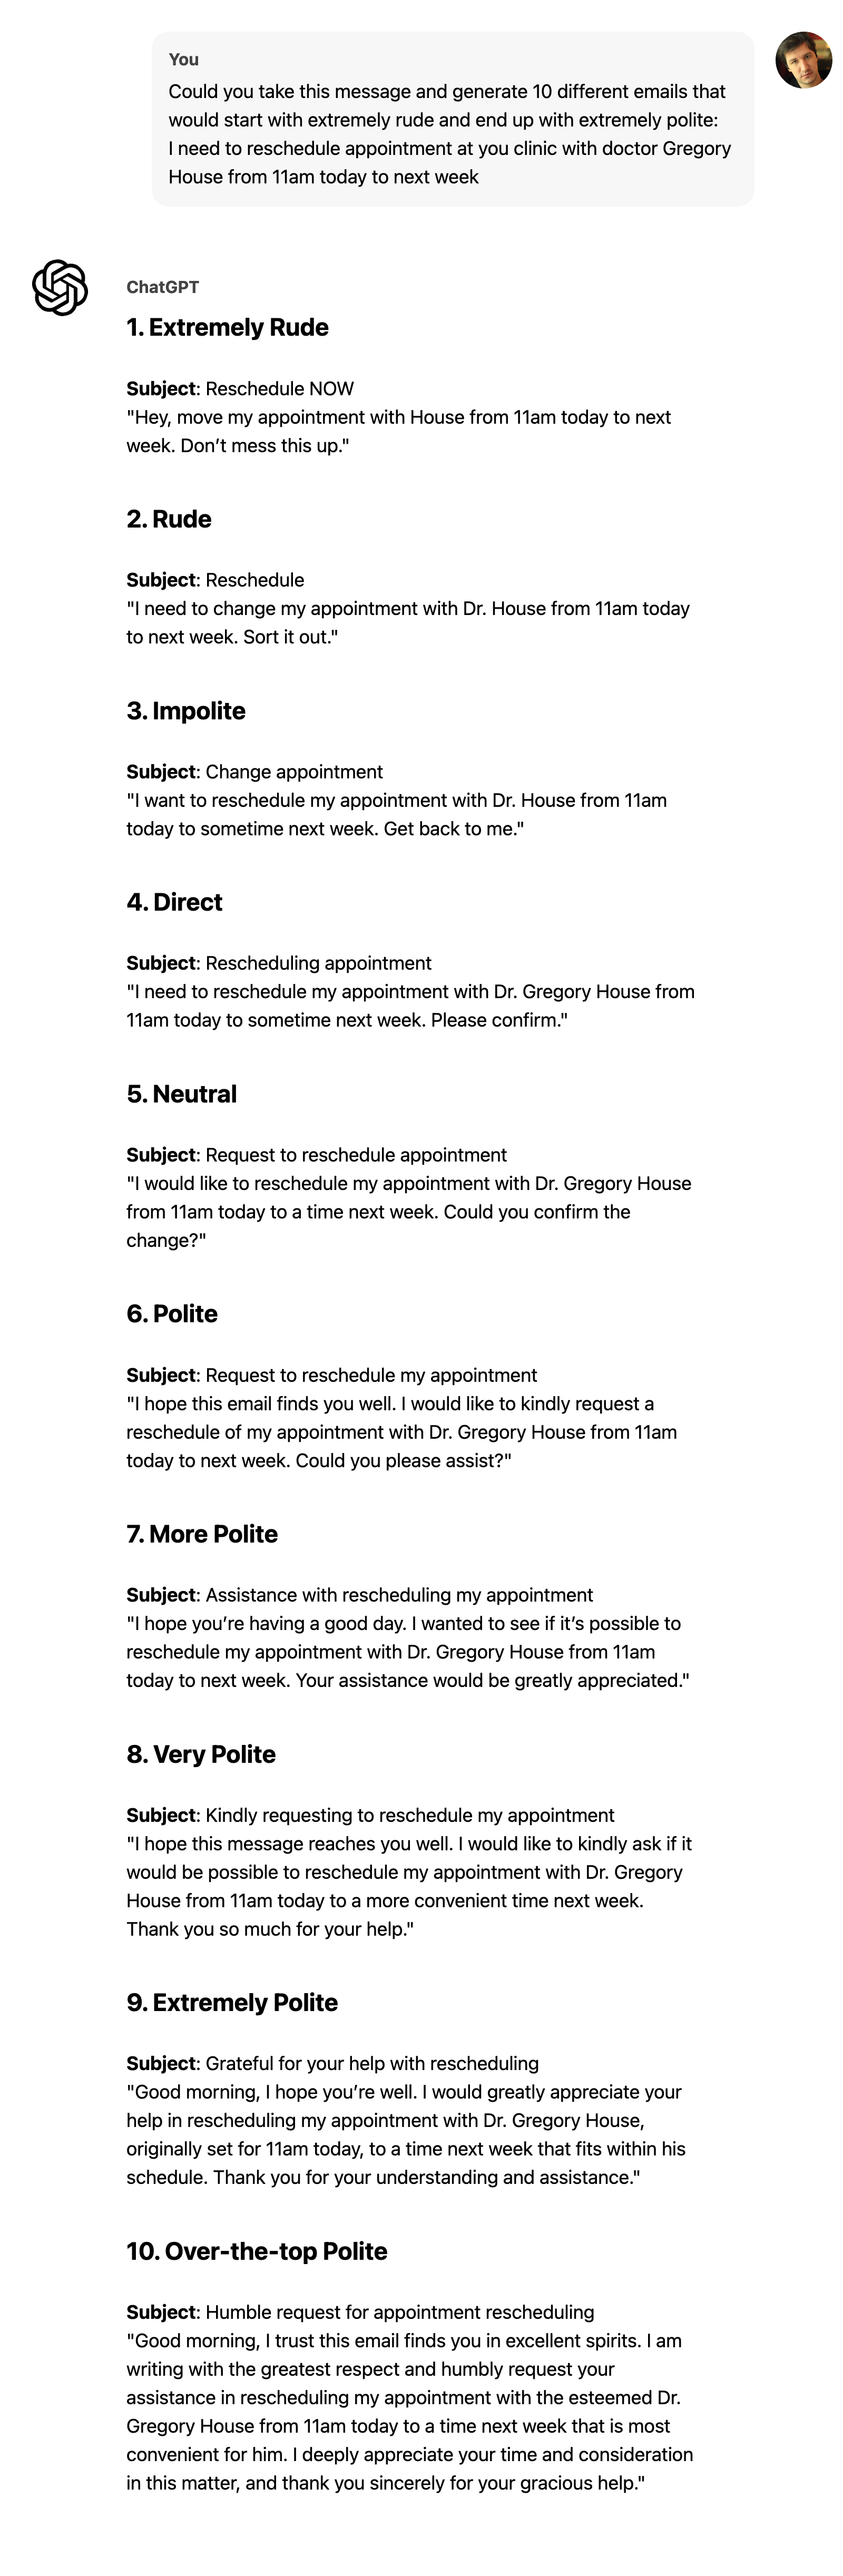 You
Could you take this message and generate 10 different emails that
would start with extremely rude and end up with extremely polite:
I need to reschedule appointment at you clinic with doctor Gregory
House from 11am today to next week
ChatGPT
1. Extremely Rude
Subject: Reschedule NOW
"Hey, move my appointment with House from 11am today to next
week. Don’t mess this up."
2. Rude
Subject: Reschedule
"I need to change my appointment with Dr. House from 11am today
to next week. Sort it out."
3. Impolite
Subject: Change appointment
"I want to reschedule my appointment with Dr. House from 11am
today to sometime next week. Get back to me."
4. Direct
Subject: Rescheduling appointment
"I need to reschedule my appointment with Dr. Gregory House from
11am today to sometime next week. Please confirm."
5. Neutral
Subject: Request to reschedule appointment
"I would like to reschedule my appointment with Dr. Gregory House
from 11am today to a time next week. Could you confirm the
change?"
6. Polite
Subject: Request to reschedule my appointment
"I hope this email finds you well. I would like to kindly request a
reschedule of my appointment with Dr. Gregory House from 11am
today to next week. Could you please assist?"
7. More Polite
Subject: Assistance with rescheduling my appointment
"I hope you’re having a good day. I wanted to see if it’s possible to
reschedule my appointment with Dr. Gregory House from 11am
today to next week. Your assistance would be greatly appreciated."
8. Very Polite
Subject: Kindly requesting to reschedule my appointment
"I hope this message reaches you well. I would like to kindly ask if it
would be possible to reschedule my appointment with Dr. Gregory
House from 11am today to a more convenient time next week.
Thank you so much for your help."
9. Extremely Polite
Subject: Grateful for your help with rescheduling
"Good morning, I hope you’re well. I would greatly appreciate your
help in rescheduling my appointment with Dr. Gregory House,
originally set for 11am today, to a time next week that fits within his
schedule. Thank you for your understanding and assistance."
10. Over-the-top Polite
Subject: Humble request for appointment rescheduling
"Good morning, I trust this email finds you in excellent spirits. I am
writing with the greatest respect and humbly request your
assistance in rescheduling my appointment with the esteemed Dr.
Gregory House from 11am today to a time next week that is most
convenient for him. I deeply appreciate your time and consideration
in this matter, and thank you sincerely for your gracious help."